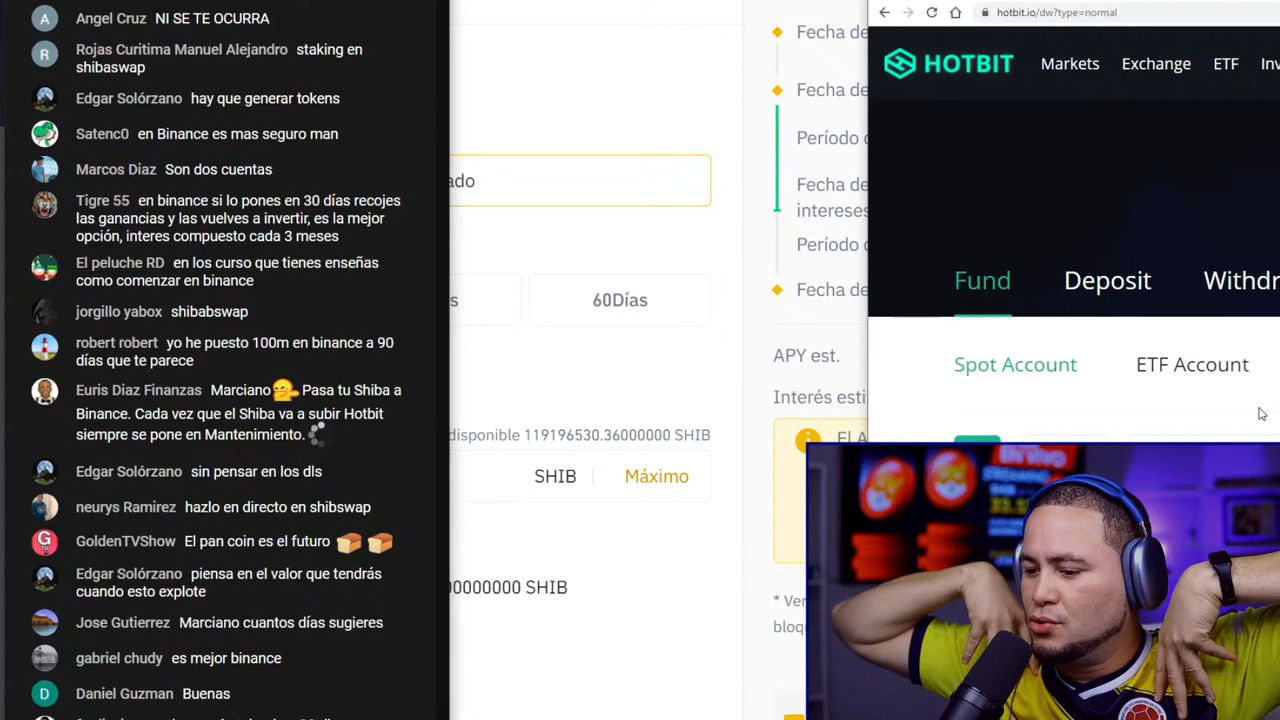 Angel Cruz NI SE TE OCURRA
Rojas Curitima Manuel Alejandro staking en
shibaswap
Edgar Solórzano hay que generar tokens
Satenc0 en Binance es mas seguro man
Marcos Diaz Son dos cuentas
Tigre 55 en binance si lo pones en 30 días recojes
las ganancias y las vuelves a invertir, es la mejor
opción, interes compuesto cada 3 meses
El peluche RD en los curso que tienes enseñas
como comenzar en binance
jorgillo yabox shibabswap
robert robert yo he puesto 100m en binance a 90
días que te parece
Euris Diaz Finanzas Marciano Pasa tu Shiba a
Binance. Cada vez que el Shiba va a subir Hotbit
siempre se pone en Mantenimiento.
Edgar Solórzano sin pensar en los dls
neurys Ramirez hazlo en directo en shibswap
GoldenTVShow El pan coin es el futuro
Edgar Solórzano piensa en el valor que tendrás
cuando esto explote
Jose Gutierrez Marciano cuantos días sugieres
gabriel chudy es mejor binance
Daniel Guzman Buenas
ado
s
60Días
disponible 119196530.36000000 SHIB
SHIB
Máximo
00000000 SHIB
Fecha de
Fecha de
Período
Fecha de
intereses
Período
Fecha de
APY est.
Interés esti
El A
* Ver
bloq
hotbit.io/dw?type=normal
HOTBIT
Markets
Exchange
ETF
Inv
Fund
Deposit
Withdr
Spot Account
ETF Account
EN VIVO